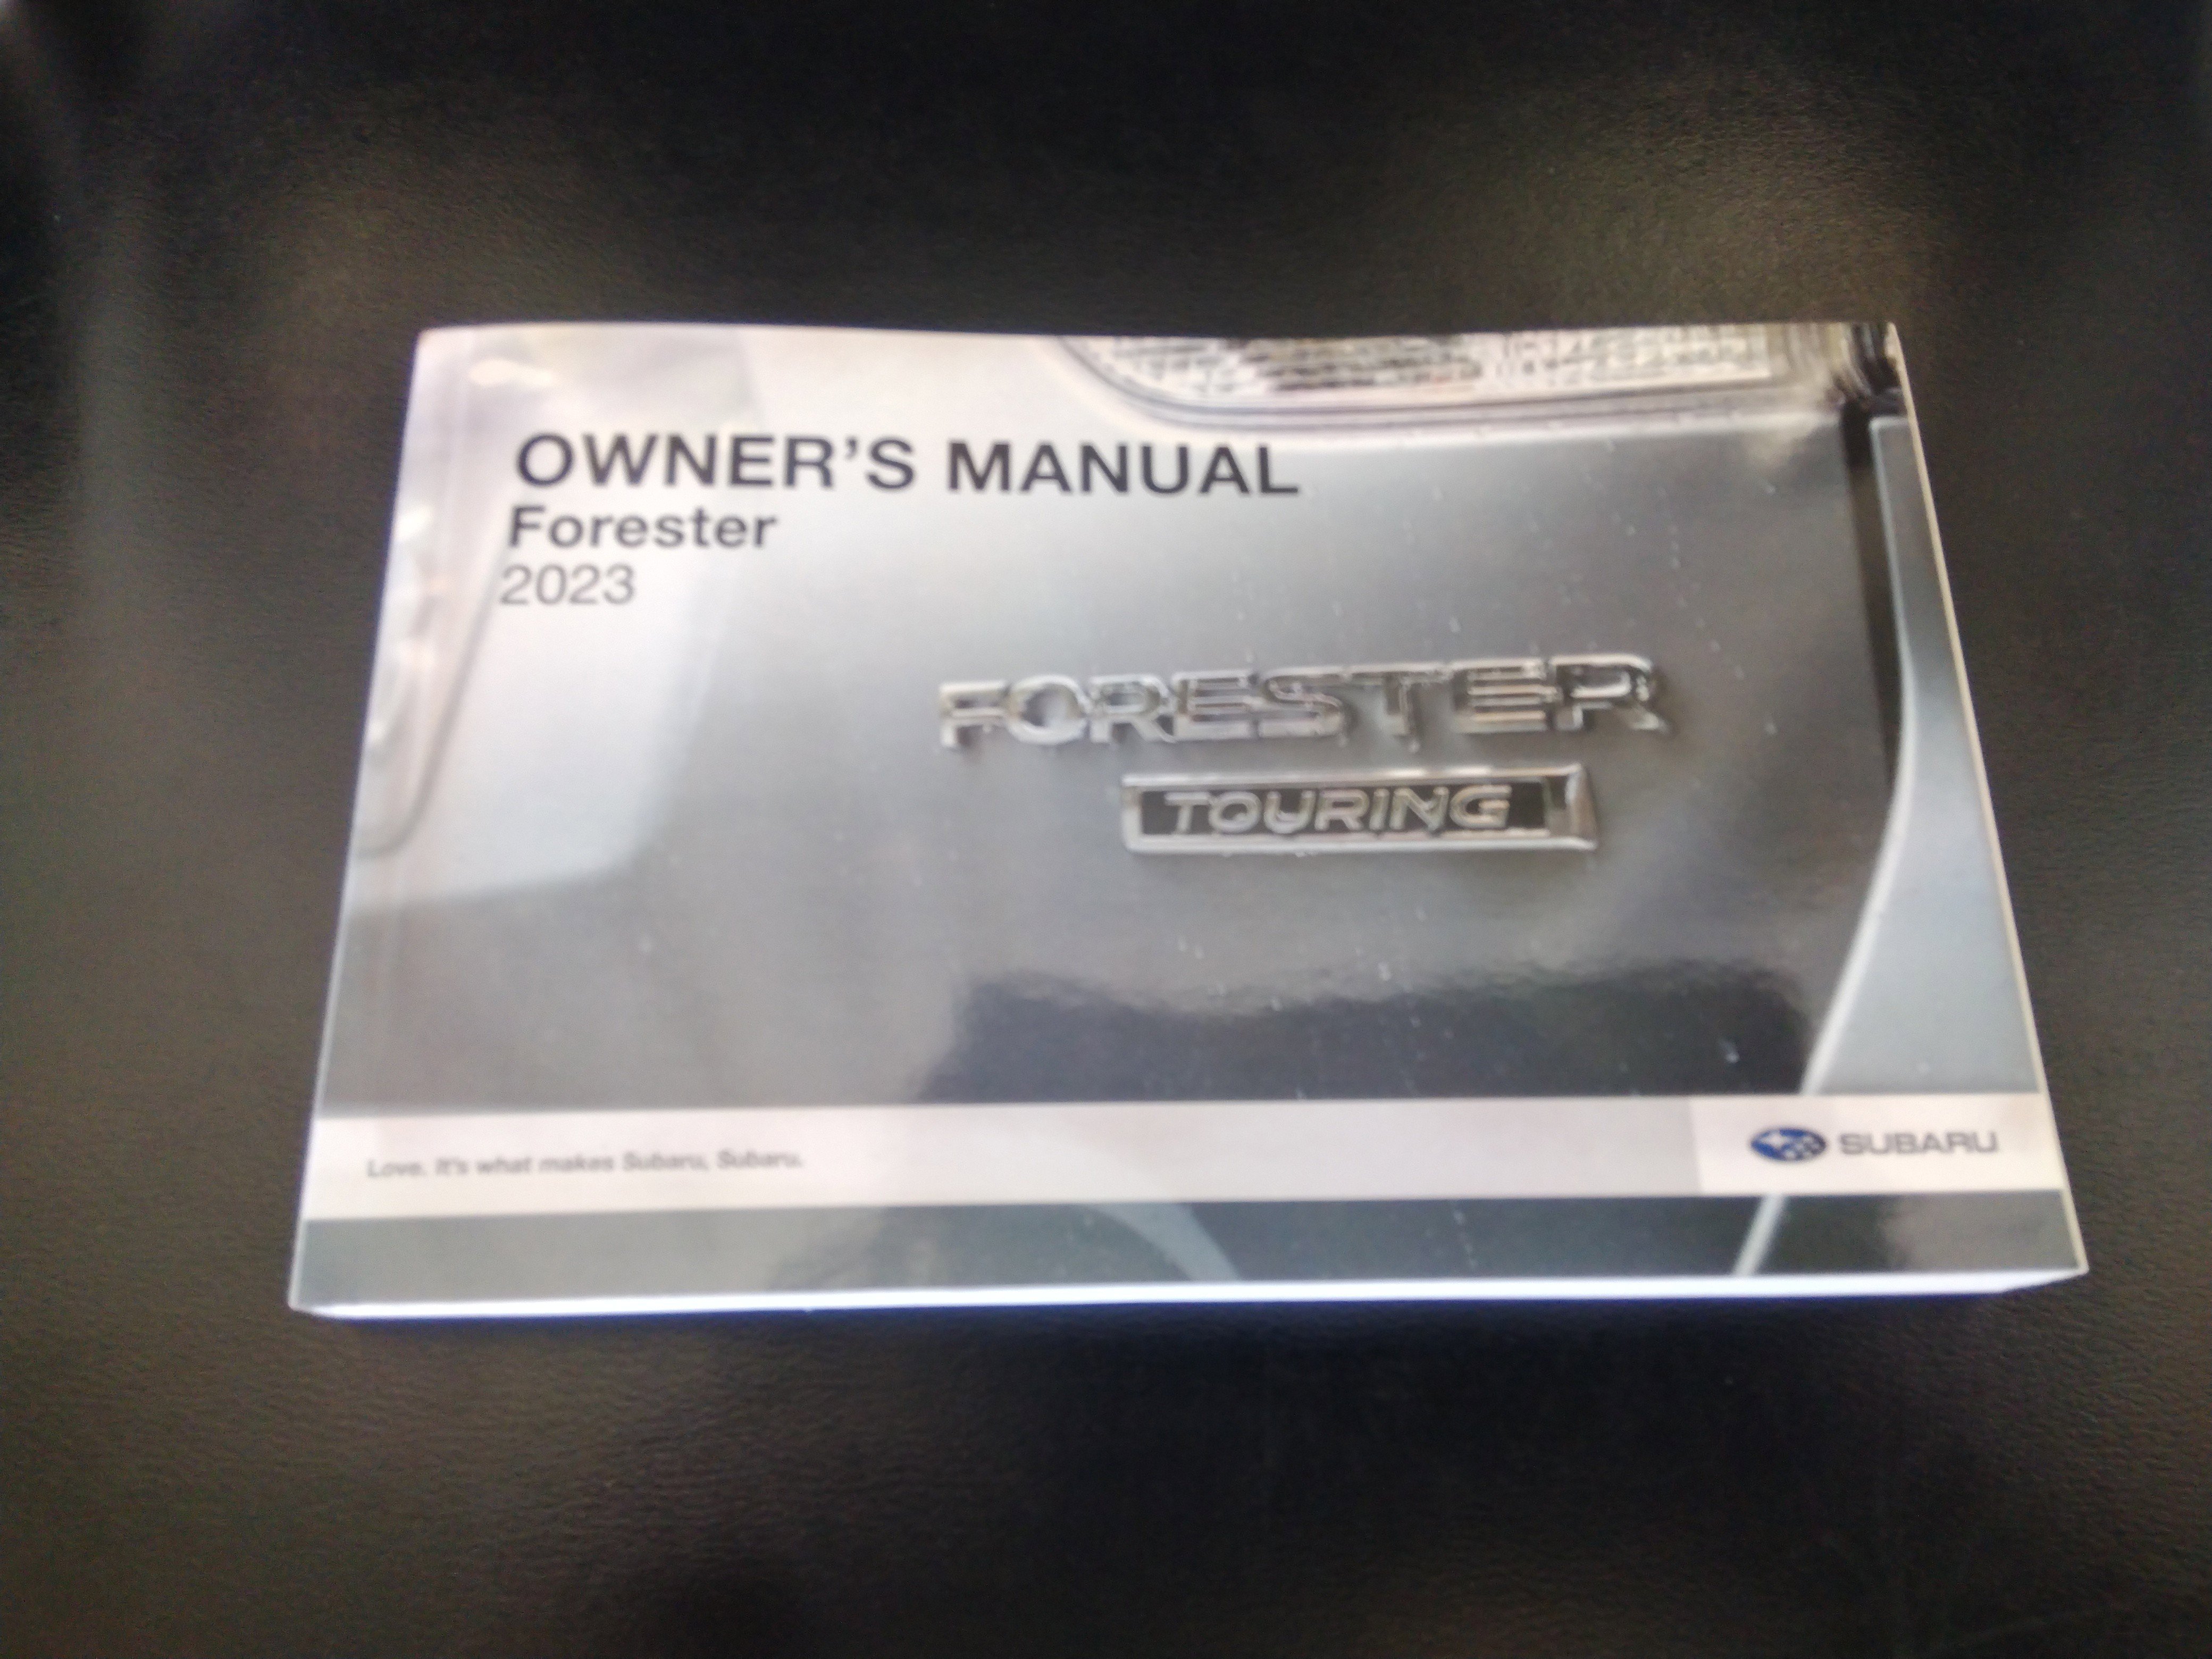 OWNER'S MANUAL
Forester
2023
FORESTER
TOURING
Love. It's what makes Subaru, Subaru.
SUBARU